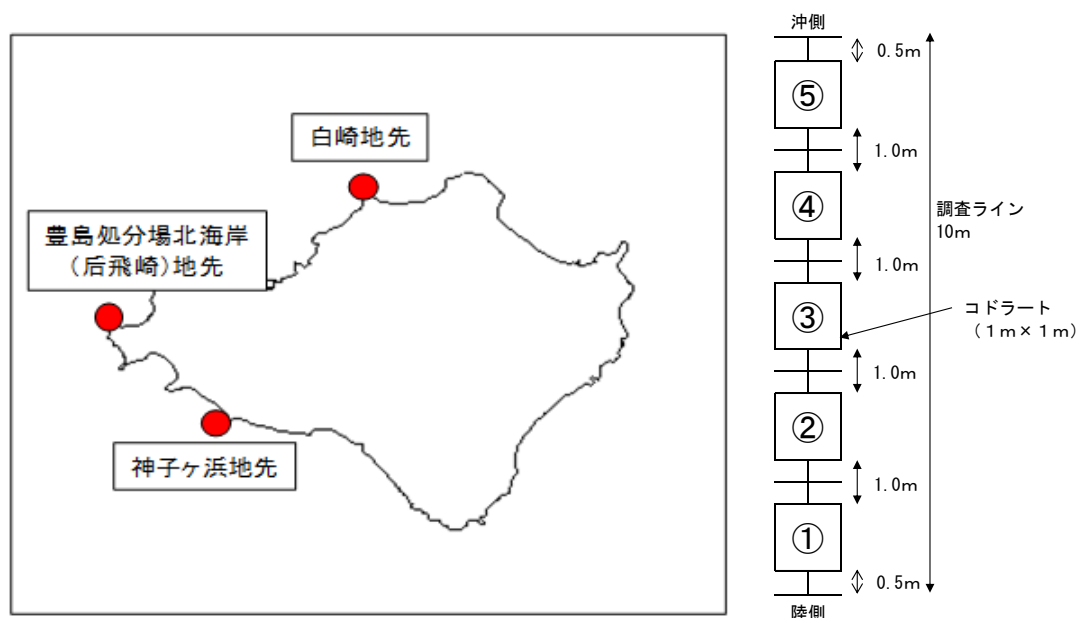 白崎地先
豊島処分場北海岸
（后飛崎）地先
神子ヶ浜地先
沖側
0.5m
⑤
1.0m
④
調査ライン
10m
1.0m
③
コドラート
（１ｍ×１ｍ）
1.0m
②
1.0m
①
0.5m
陸側